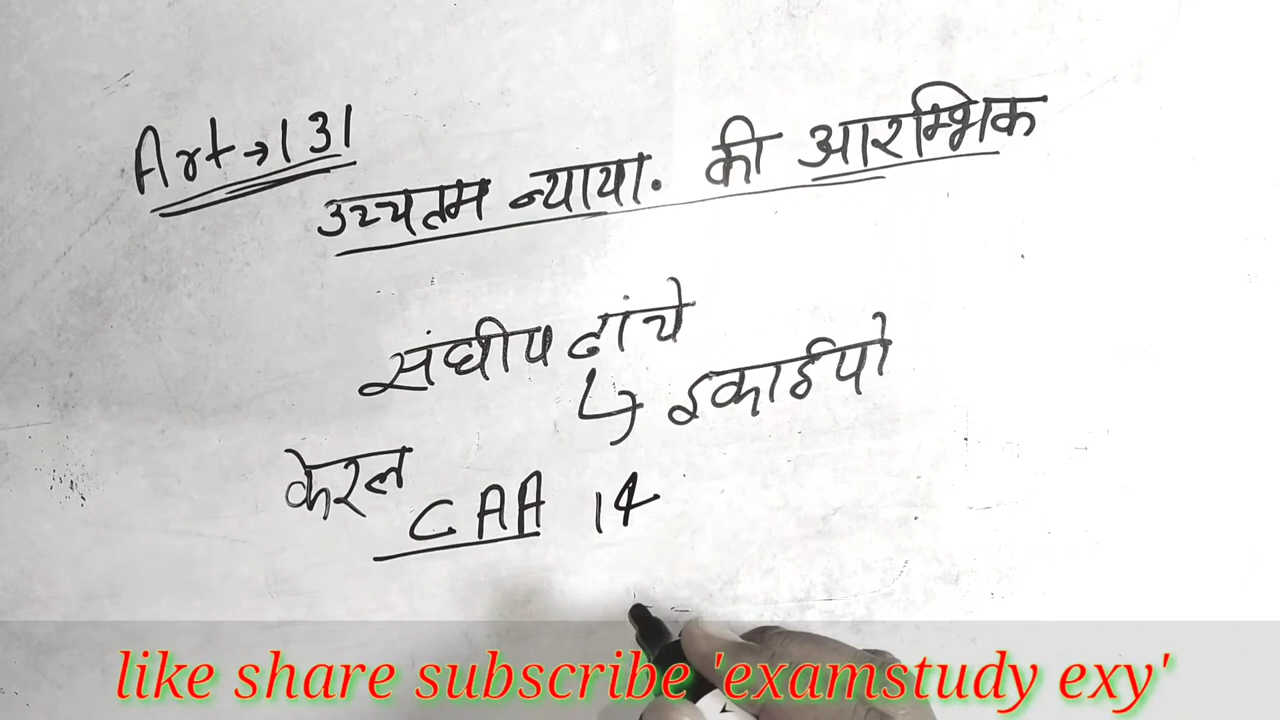 Art→131
उच्चतम न्याया. की आरम्भिक
संघीय ढांचे
↳ इकाईयो
केरल
CAA 14
like share subscribe 'examstudy exy'